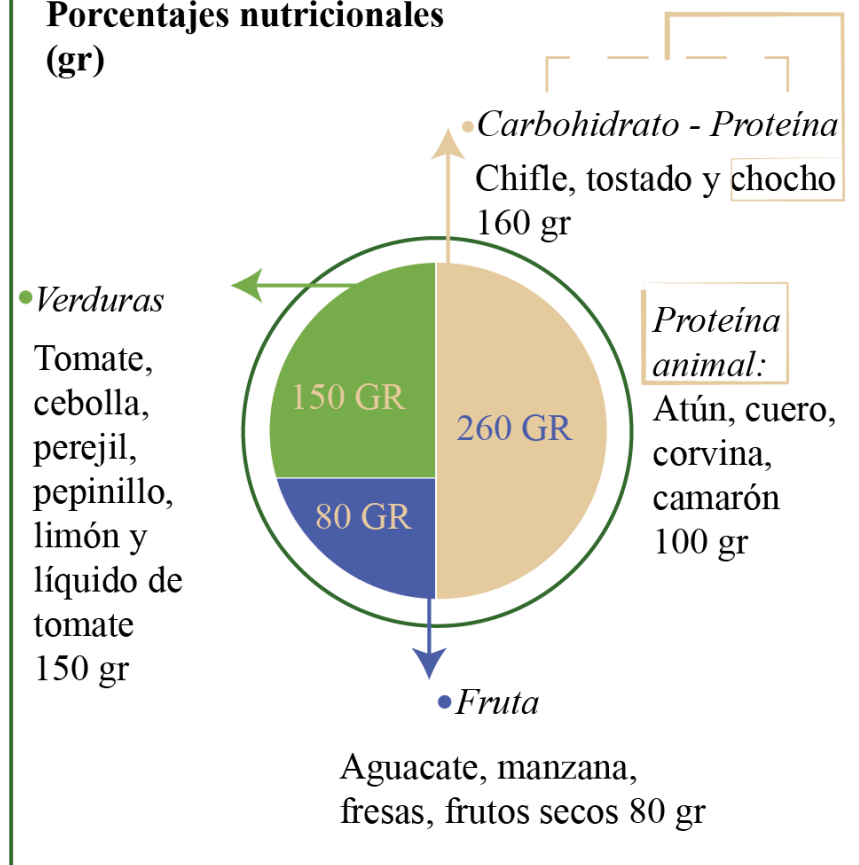 Porcentajes nutricionales
(gr)
•Carbohidrato - Proteína
Chifle, tostado y chocho
160 gr
•Verduras
Tomate,
cebolla,
perejil,
pepinillo,
limón y
líquido de
tomate
150 gr
150 GR
260 GR
80 GR
Proteína
animal:
Atún, cuero,
corvina,
camarón
100 gr
•Fruta
Aguacate, manzana,
fresas, frutos secos 80 gr